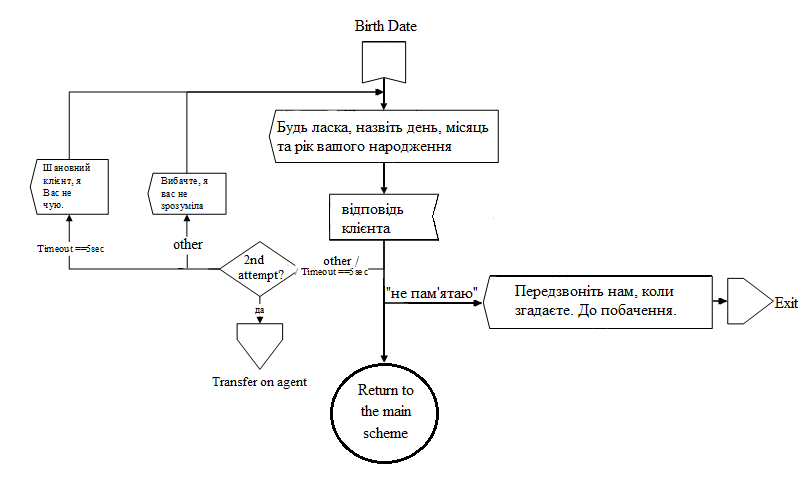 Birth Date
Будь ласка, назвіть день, місяць
та рік вашого народження
Шановний
клієнт, я
Вас не
чую.
Вибачте, я
вас не
зрозуміла
відповідь
клієнта
Timeout ==5sec
other
2nd
attempt?
other /
Timeout ==5sec
"не пам'ятаю"
Передзвоніть нам, коли
згадаєте. До побачення.
Exit
да
Transfer on agent
Return to
the main
scheme